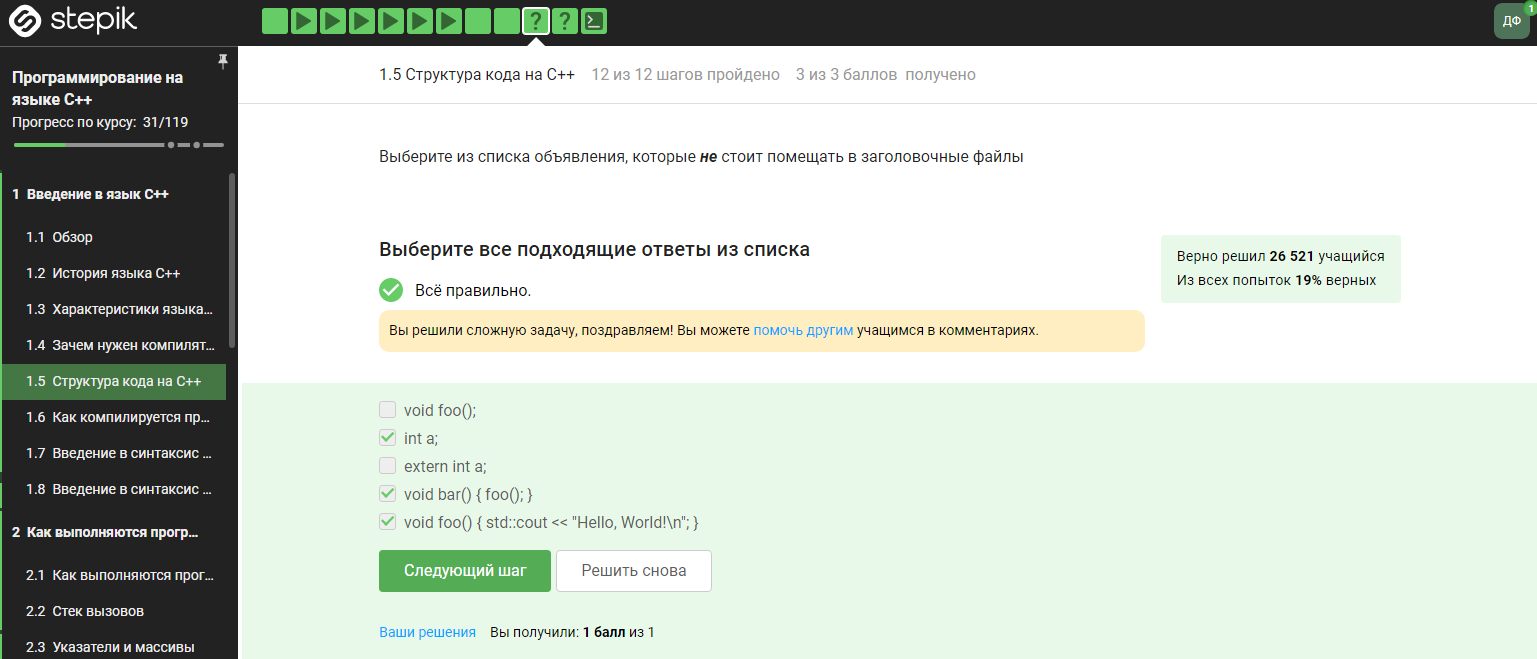 stepik
? ?
ДФ
1
Программирование на
языке C++
Прогресс по курсу: 31/119
1 Введение в язык C++
1.1 Обзор
1.2 История языка C++
1.3 Характеристики языка...
1.4 Зачем нужен компилят...
1.5 Структура кода на C++
1.6 Как компилируется пр...
1.7 Введение в синтаксис ...
1.8 Введение в синтаксис ...
2 Как выполняются прогр...
2.1 Как выполняются прог...
2.2 Стек вызовов
2.3 Указатели и массивы
1.5 Структура кода на C++ 12 из 12 шагов пройдено 3 из 3 баллов получено
Выберите из списка объявления, которые не стоит помещать в заголовочные файлы
Выберите все подходящие ответы из списка
Всё правильно.
Вы решили сложную задачу, поздравляем! Вы можете помочь другим учащимся в комментариях.
Верно решил 26 521 учащийся
Из всех попыток 19% верных
void foo();
int a;
extern int a;
void bar() { foo(); }
void foo() { std::cout << "Hello, World!\n"; }
Следующий шаг
Решить снова
Ваши решения Вы получили: 1 балл из 1